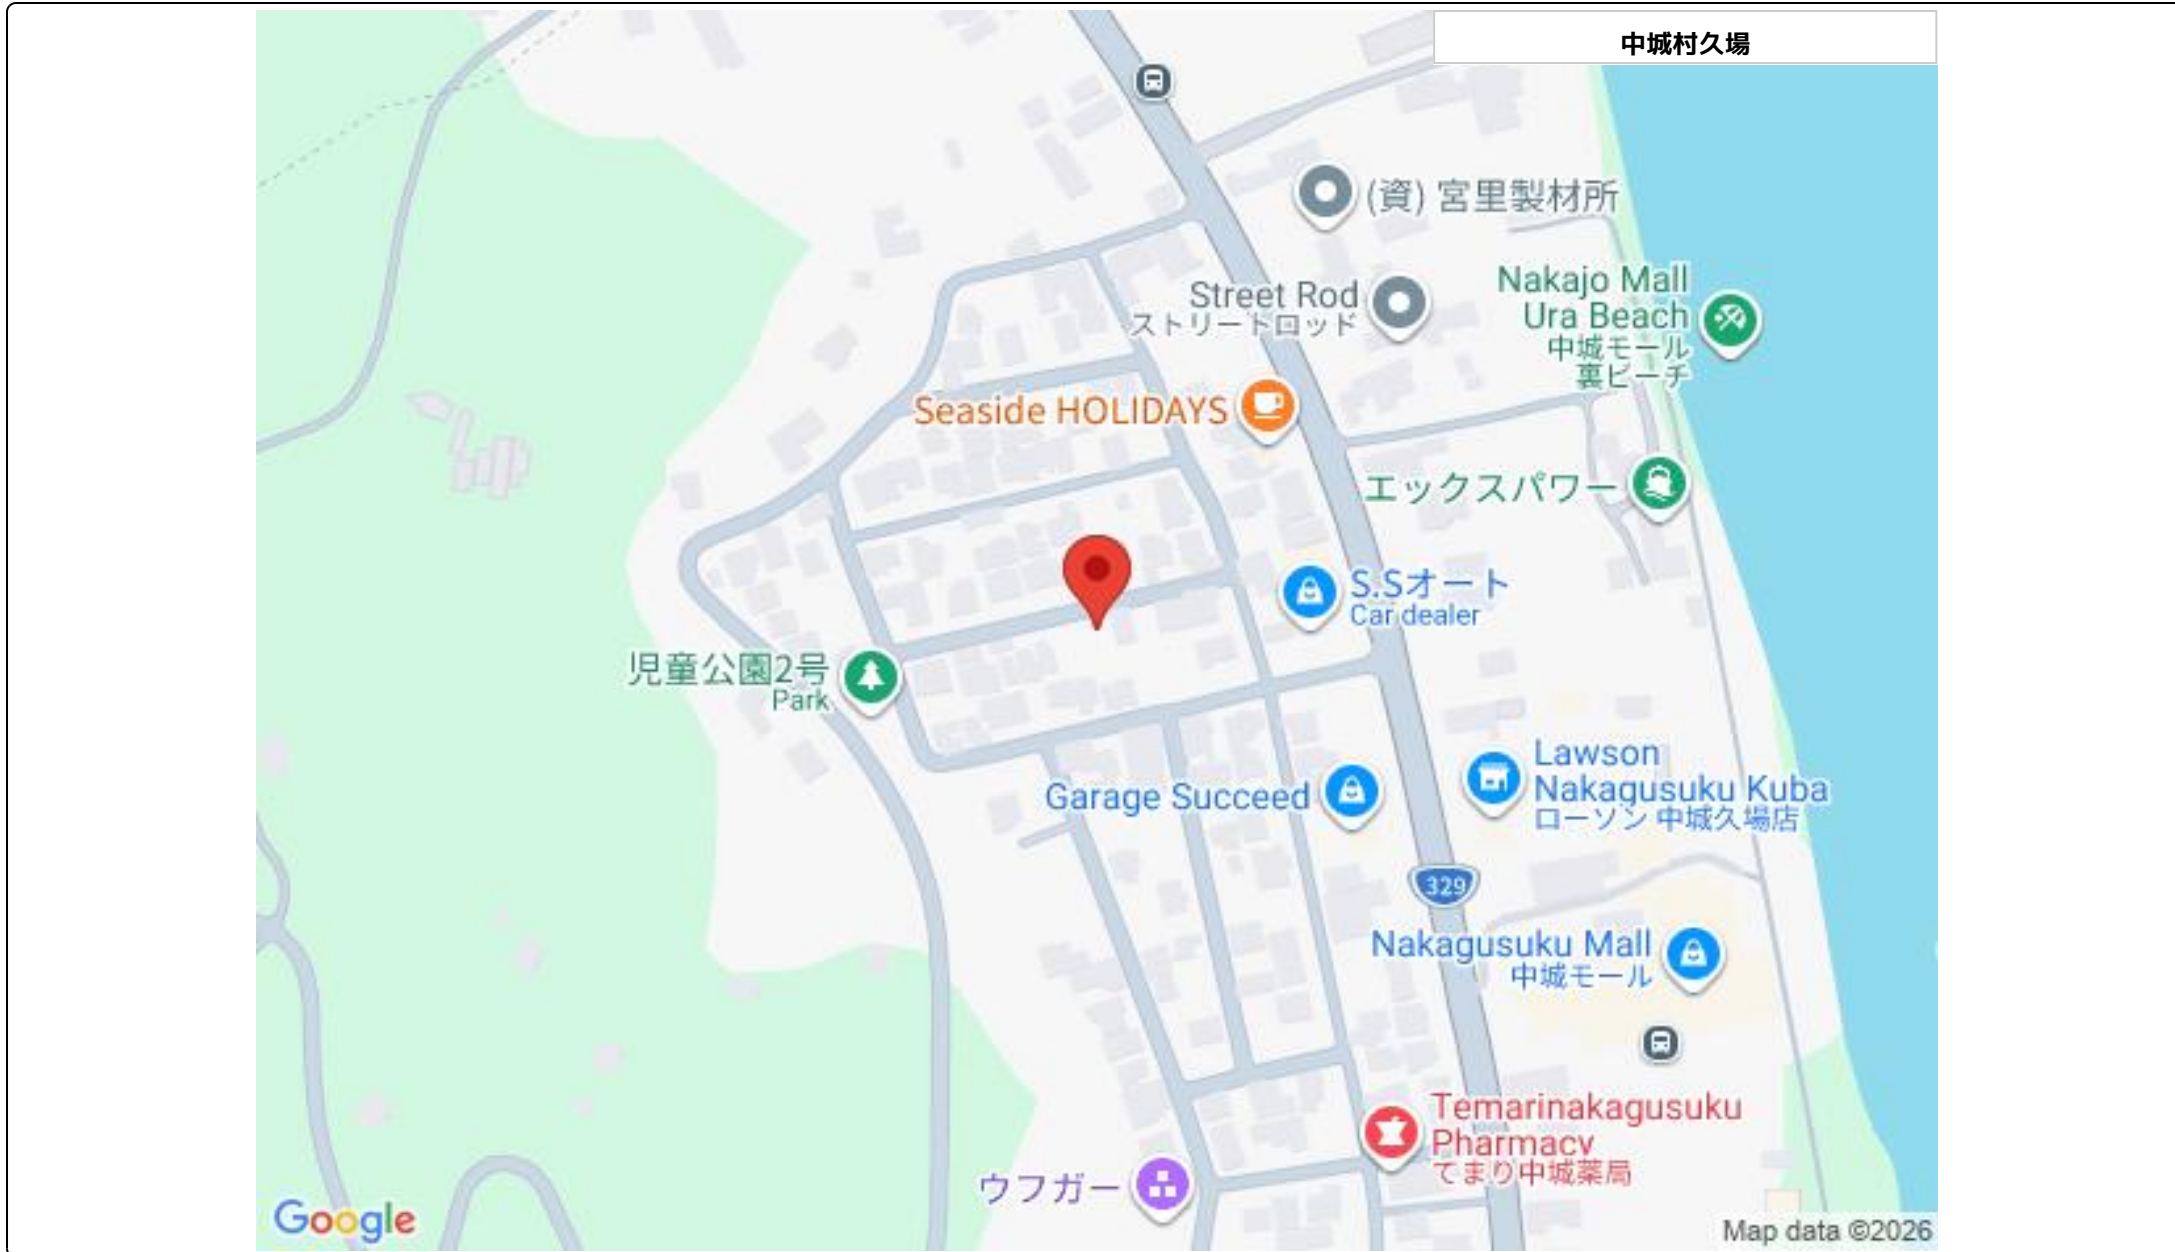 中城村久場
(資) 宮里製材所
Nakajo Mall
Ura Beach
中城モール
裏ビーチ
Street Rod
ストリートロッド
Seaside HOLIDAYS
エックスパワー
S.Sオート
Car dealer
児童公園2号
Park
Lawson
Nakagusuku Kuba
ローソン 中城久場店
Garage Succeed
329
Nakagusuku Mall
中城モール
Temarinakagusuku
Pharmacy
てまり中城薬局
ウフガー
Google
Map data ©2026